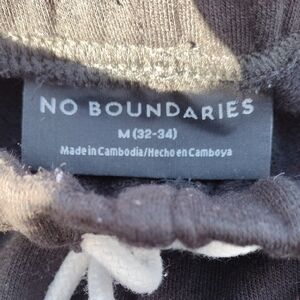 NO BOUNDARIES
M (32-34)
Made in Cambodia/Hecho en Camboya